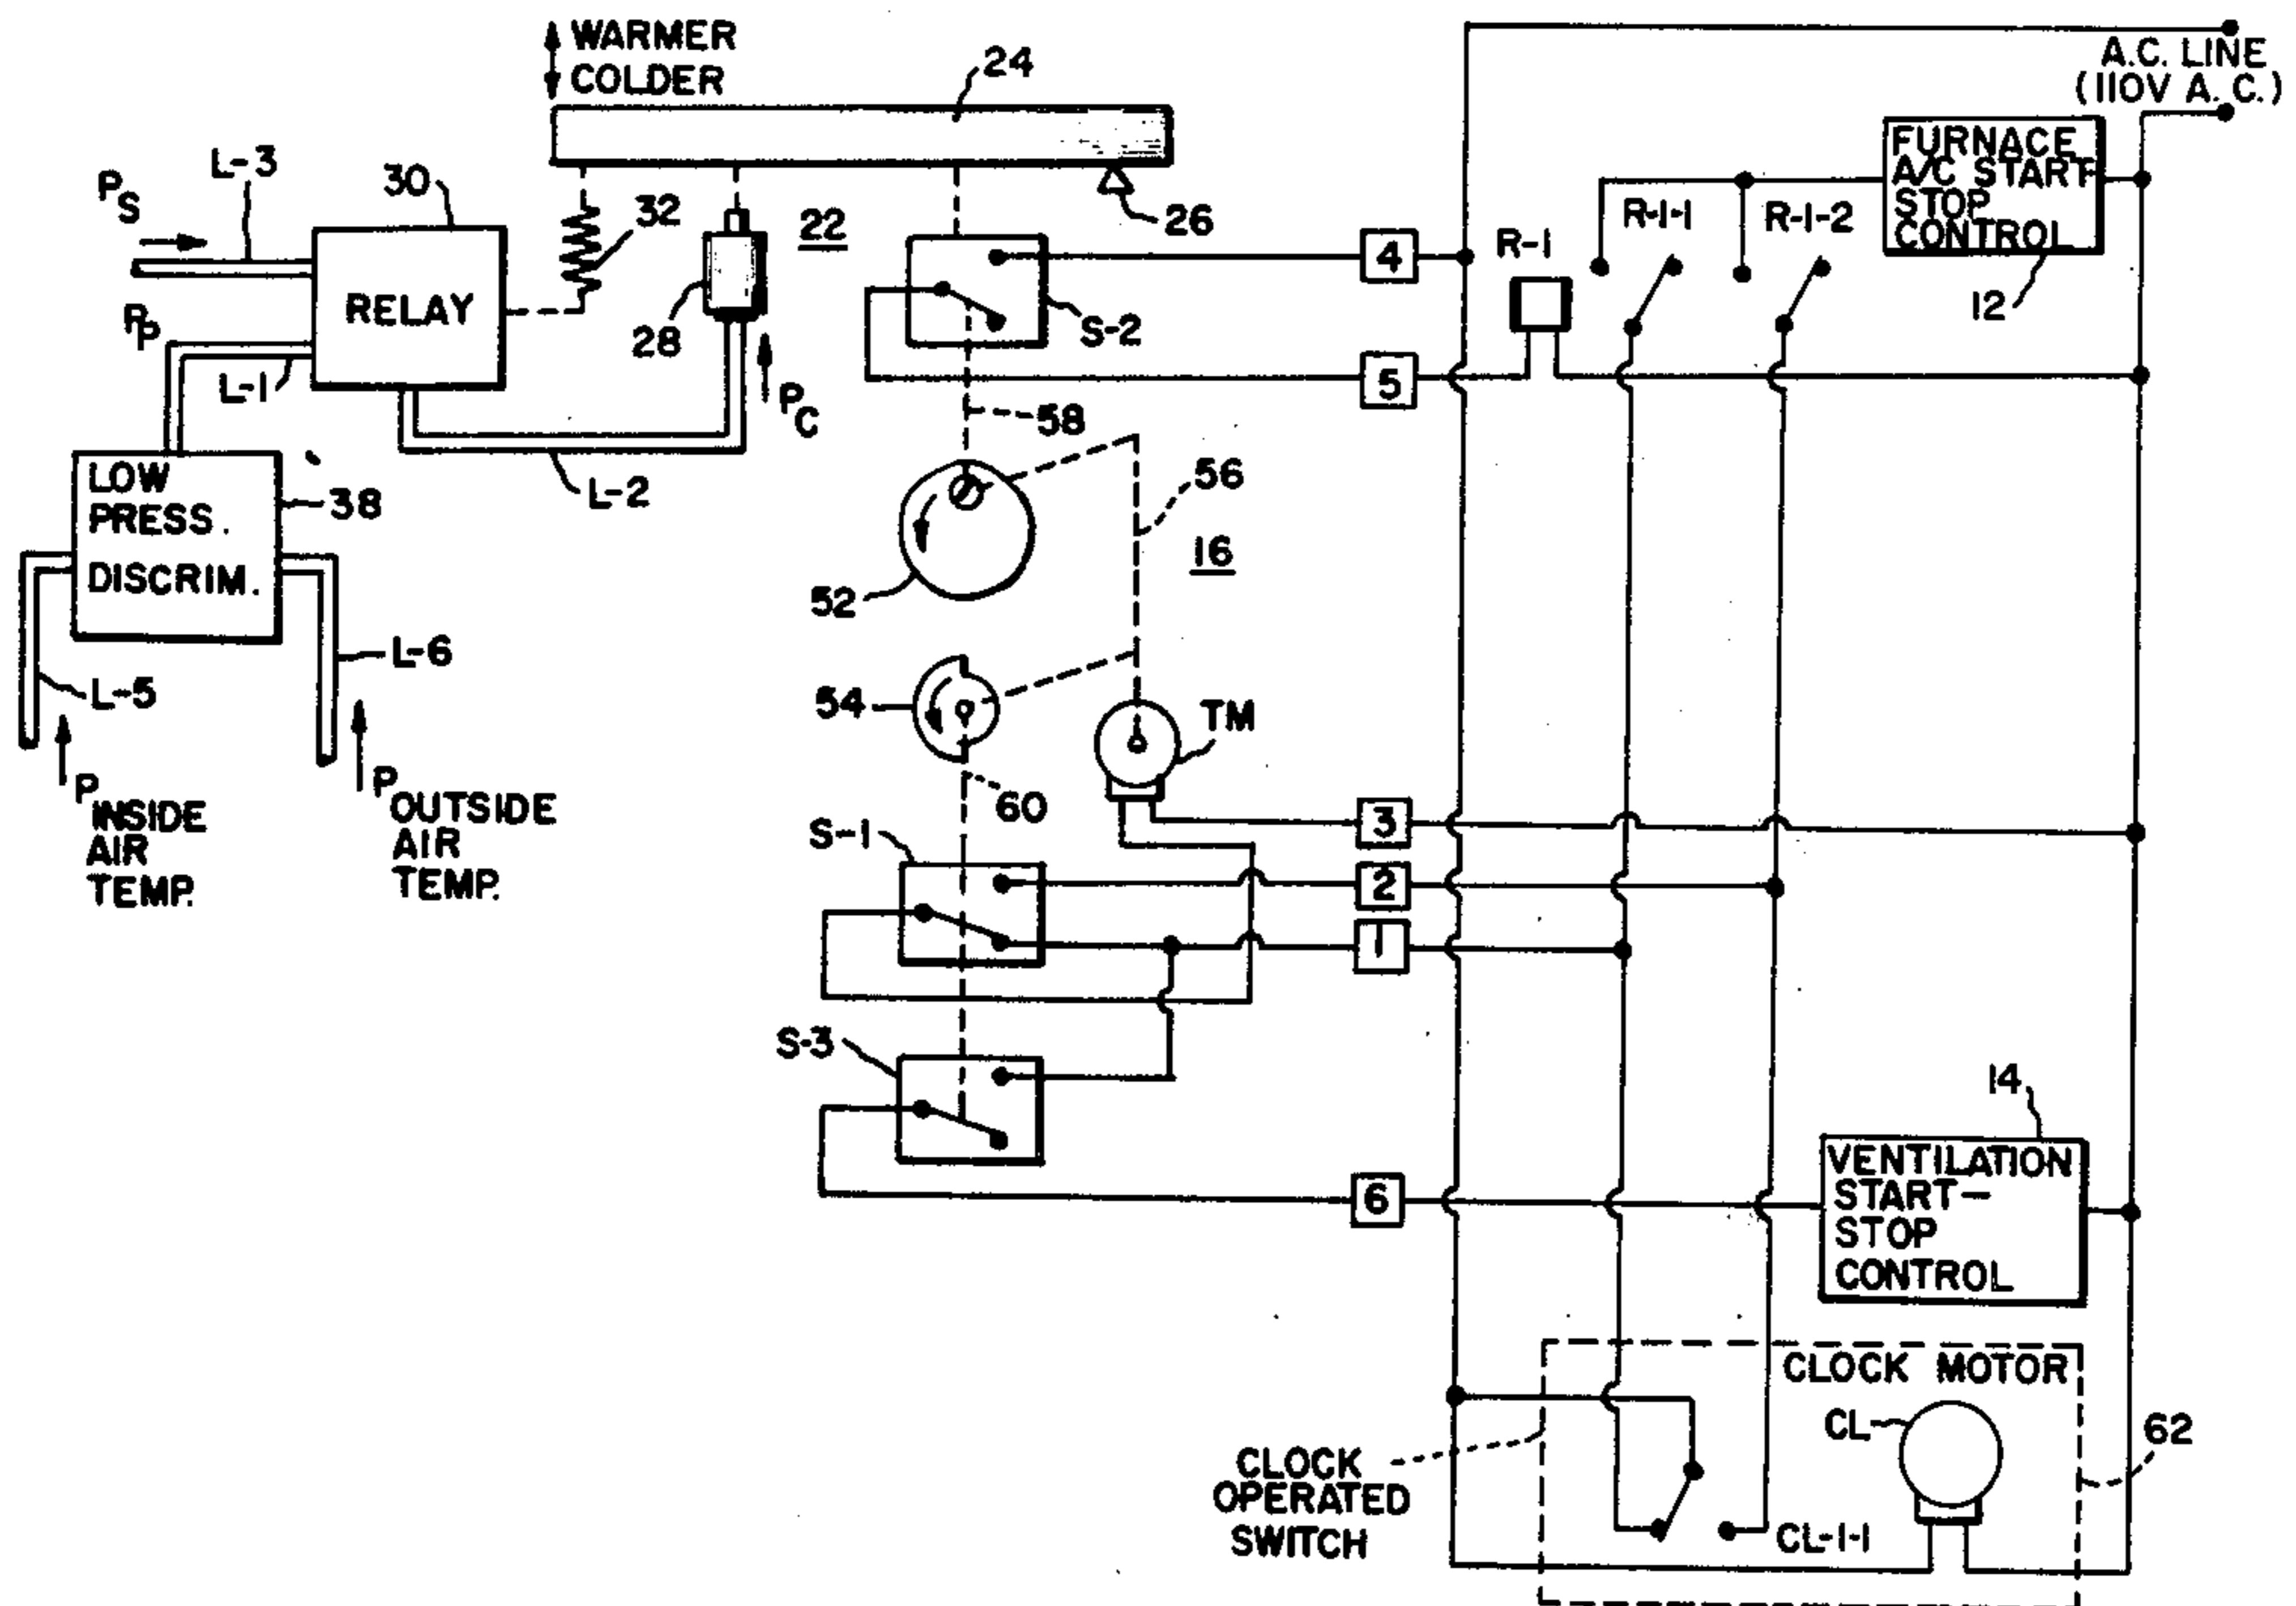 WARMER
COLDER
24
A.C. LINE
(110V A. C.)
FURNACE
A/C START
STOP
CONTROL
12
L-3
PS
30
32
22
26
4
R-1
R-1-1
R-1-2
RELAY
28
S-2
PP
L-1
PC
5
58
LOW
PRESS.
DISCRIM.
38
L-2
56
16
52
L-6
L-5
54
TM
P INSIDE
AIR
TEMP.
P OUTSIDE
AIR
TEMP.
60
3
S-1
2
1
S-3
14
6
VENTILATION
START-
STOP
CONTROL
CLOCK MOTOR
CL
62
CLOCK
OPERATED
SWITCH
CL-1-1